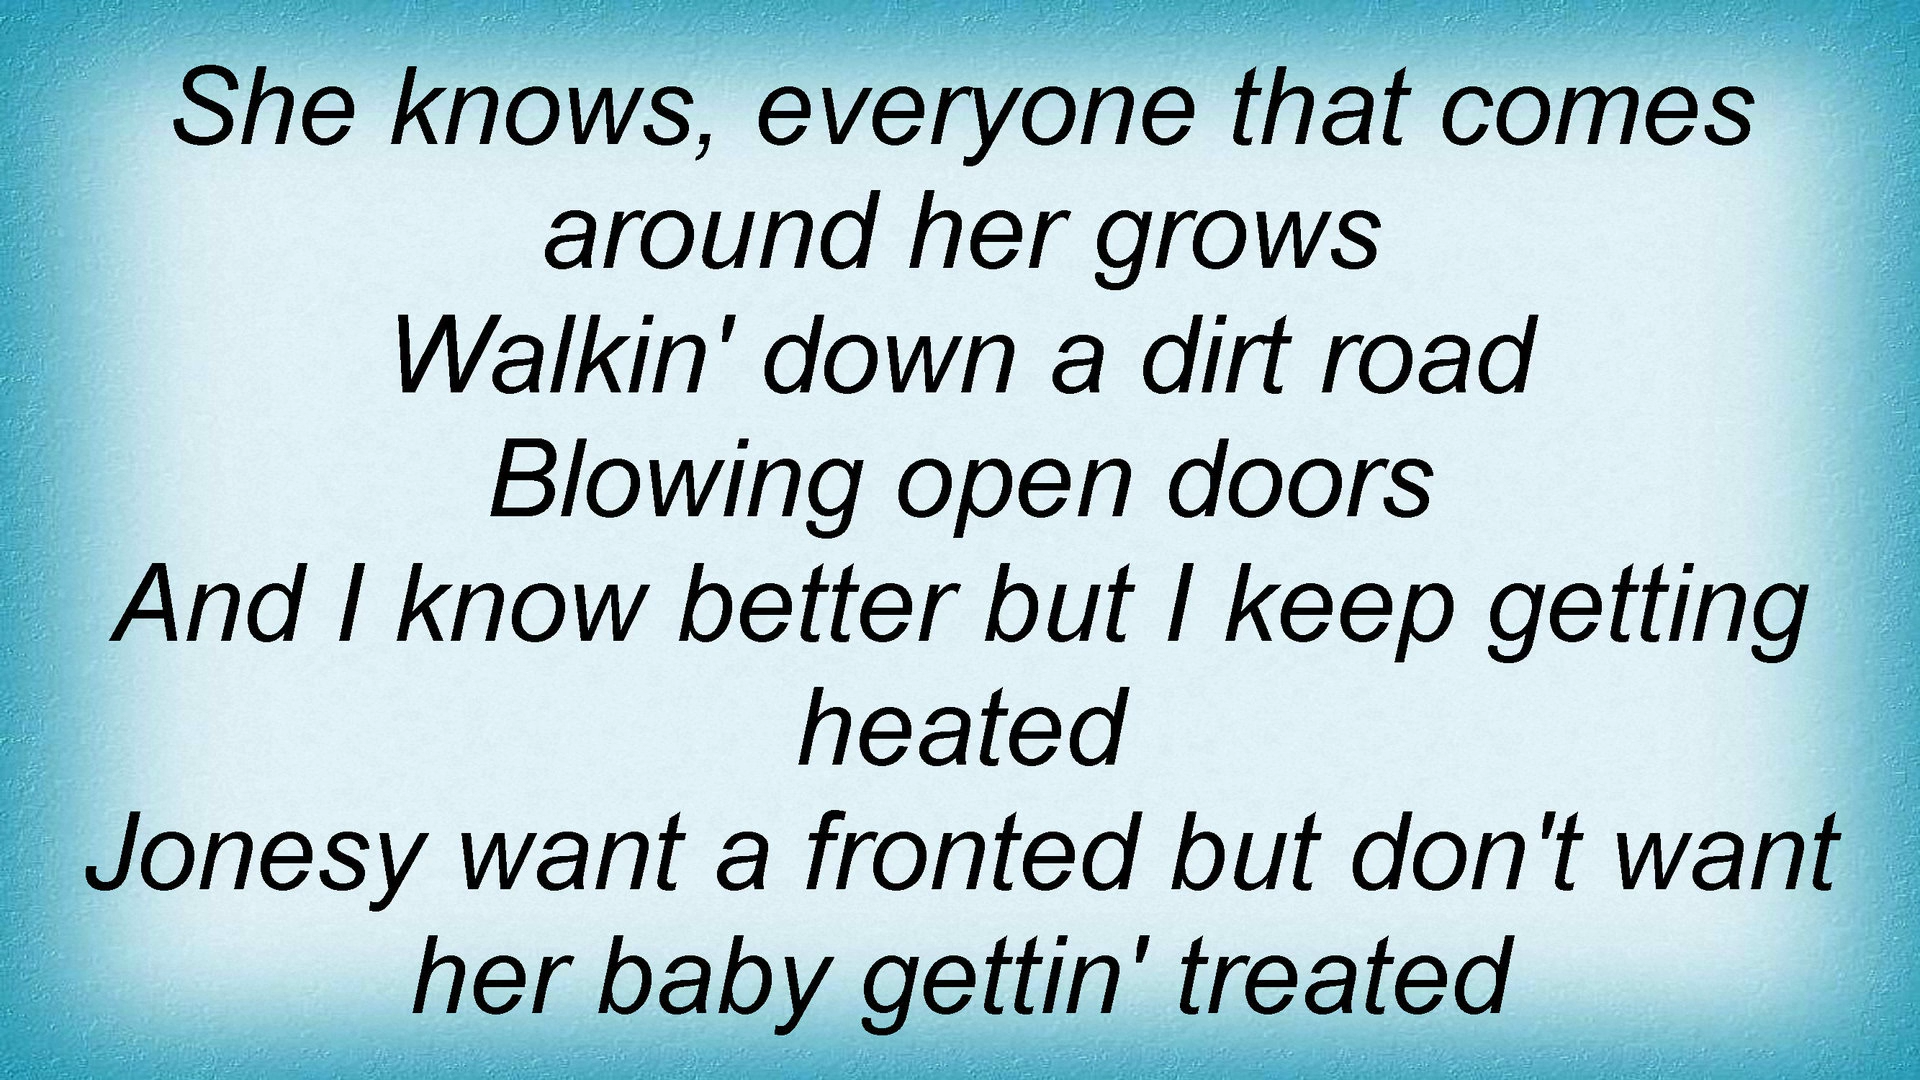 She knows, everyone that comes
around her grows
Walkin' down a dirt road
Blowing open doors
And I know better but I keep getting
heated
Jonesy want a fronted but don't want
her baby gettin' treated